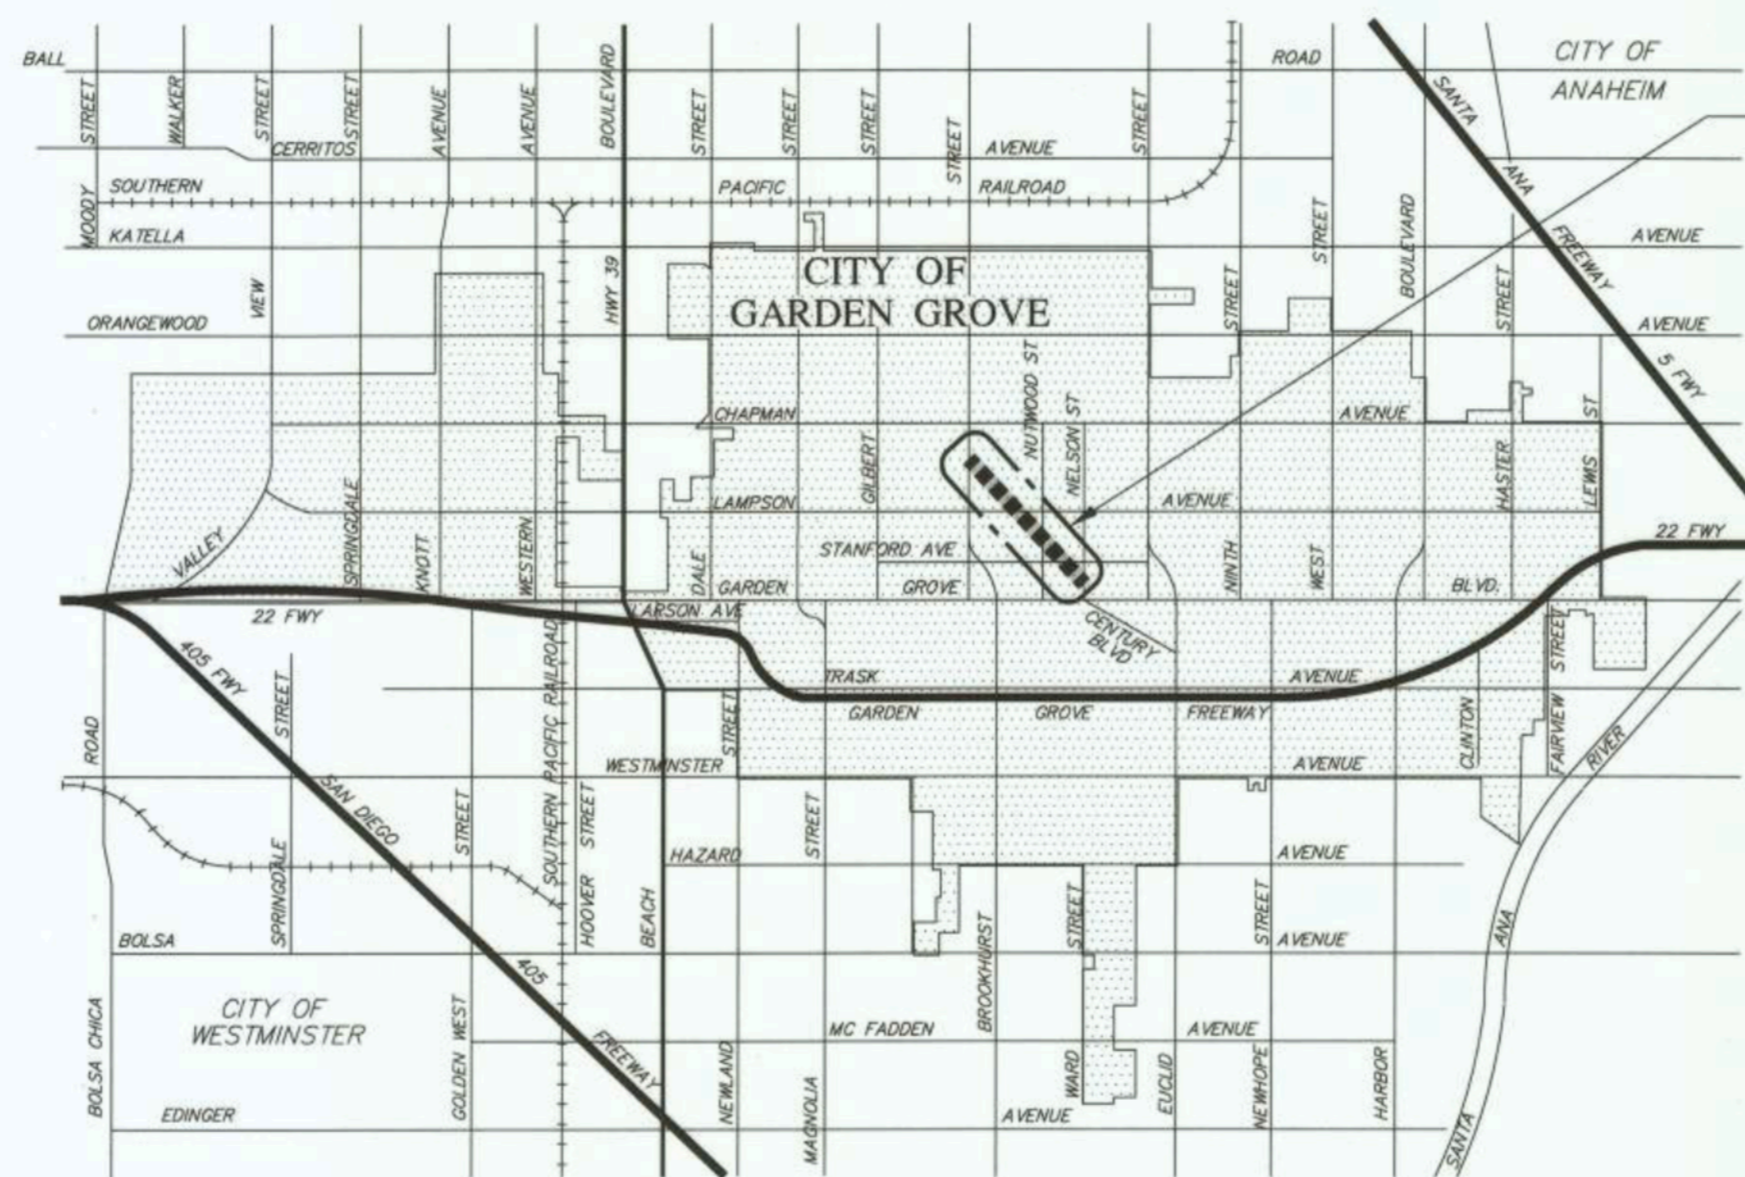 BALL
ROAD
CITY OF
ANAHEIM
STREET
WALKER
STREET
STREET
AVENUE
AVENUE
BOULEVARD
STREET
STREET
STREET
STREET
STREET
SANTA
ANA
FREEWAY
5 FWY
CERRITOS
AVENUE
MOODY
SOUTHERN
PACIFIC
RAILROAD
KATELLA
AVENUE
VIEW
HWY 39
STREET
STREET
BOULEVARD
STREET
CITY OF
GARDEN GROVE
ORANGEWOOD
AVENUE
NUTWOOD ST
NELSON ST
CHAPMAN
AVENUE
GILBERT
HASTER
LEWIS ST
LAMPSON
AVENUE
VALLEY
SPRINGDALE
KNOTT
WESTERN
DALE
STANFORD AVE
NINTH
WEST
22 FWY
GARDEN
GROVE
BLVD.
22 FWY
LARSON AVE
CENTURY
BLVD
405 FWY
STREET
SOUTHERN PACIFIC RAILROAD
TRASK
AVENUE
STREET
GARDEN
GROVE
FREEWAY
CLINTON
FAIRVIEW STREET
ROAD
RIVER
WESTMINSTER
AVENUE
SAN DIEGO
STREET
STREET
STREET
HAZARD
AVENUE
SPRINGDALE
HOOVER
BEACH
STREET
STREET
BROOKHURST
ANA
BOLSA
AVENUE
405
CITY OF
WESTMINSTER
BOLSA CHICA
GOLDEN WEST
FREEWAY
MC FADDEN
AVENUE
NEWLAND
MAGNOLIA
WARD
EUCLID
NEWHOPE
HARBOR
EDINGER
AVENUE
SANTA